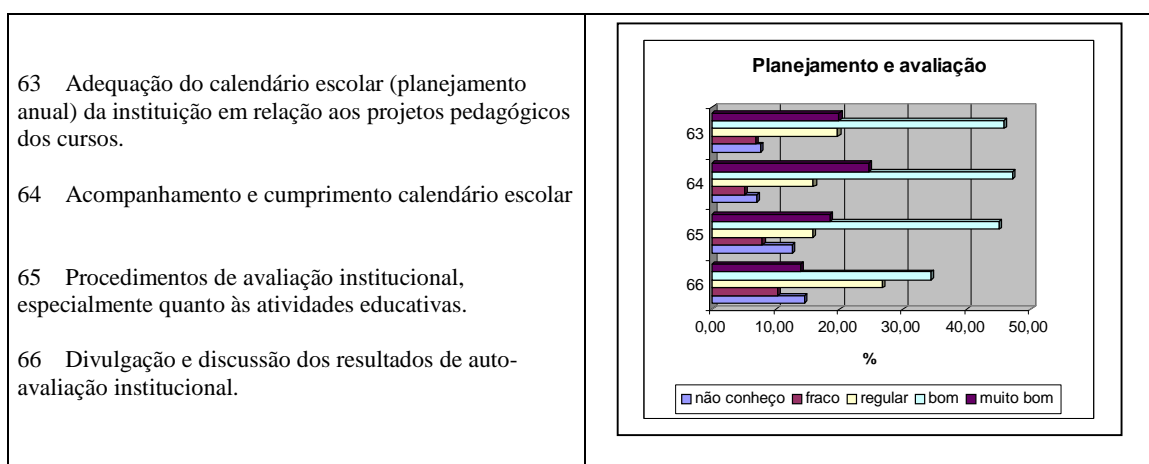 63 Adequação do calendário escolar (planejamento
anual) da instituição em relação aos projetos pedagógicos
dos cursos.
64 Acompanhamento e cumprimento calendário escolar
65 Procedimentos de avaliação institucional,
especialmente quanto às atividades educativas.
66 Divulgação e discussão dos resultados de auto-
avaliação institucional.
Planejamento e avaliação
63
64
65
66
0,00 10,00 20,00 30,00 40,00 50,00
%
não conheço fraco regular bom muito bom